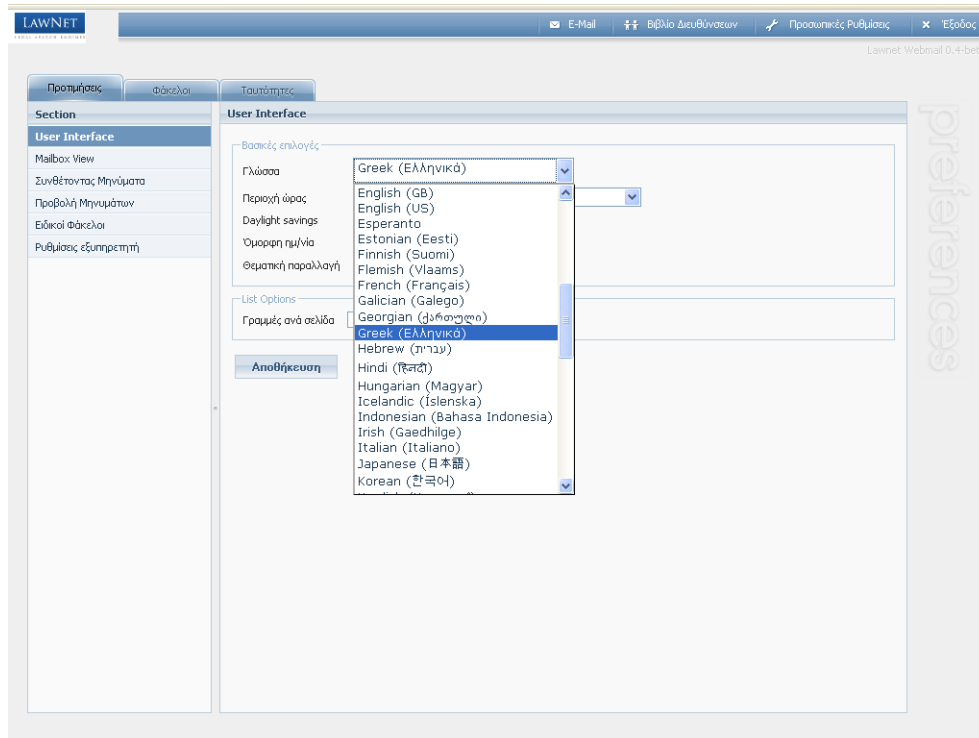 LAWNET
E-Mail Βιβλίο Διευθύνσεων Προσωπικές Ρυθμίσεις Έξοδος
Lawnet Webmail 0.4-bet
Προτιμήσεις Φάκελοι Ταυτότητες
Section
User Interface
Mailbox View
Συνθέτοντας Μηνύματα
Προβολή Μηνυμάτων
Ειδικοί Φάκελοι
Ρυθμίσεις εξυπηρετητή
User Interface
Βασικές επιλογές
Γλώσσα Greek (Ελληνικά)
Περιοχή ώρας
Daylight savings
Όμορφη ημ/νία
Θεματική παραλλαγή
English (GB)
English (US)
Esperanto
Estonian (Eesti)
Finnish (Suomi)
Flemish (Vlaams)
French (Français)
Galician (Galego)
Georgian (ქართული)
Greek (Ελληνικά)
Hebrew (עברית)
Hindi (हिन्दी)
Hungarian (Magyar)
Icelandic (Íslenska)
Indonesian (Bahasa Indonesia)
Irish (Gaedhilge)
Italian (Italiano)
Japanese (日本語)
Korean (한국어)
List Options
Γραμμές ανά σελίδα
Αποθήκευση
preferences